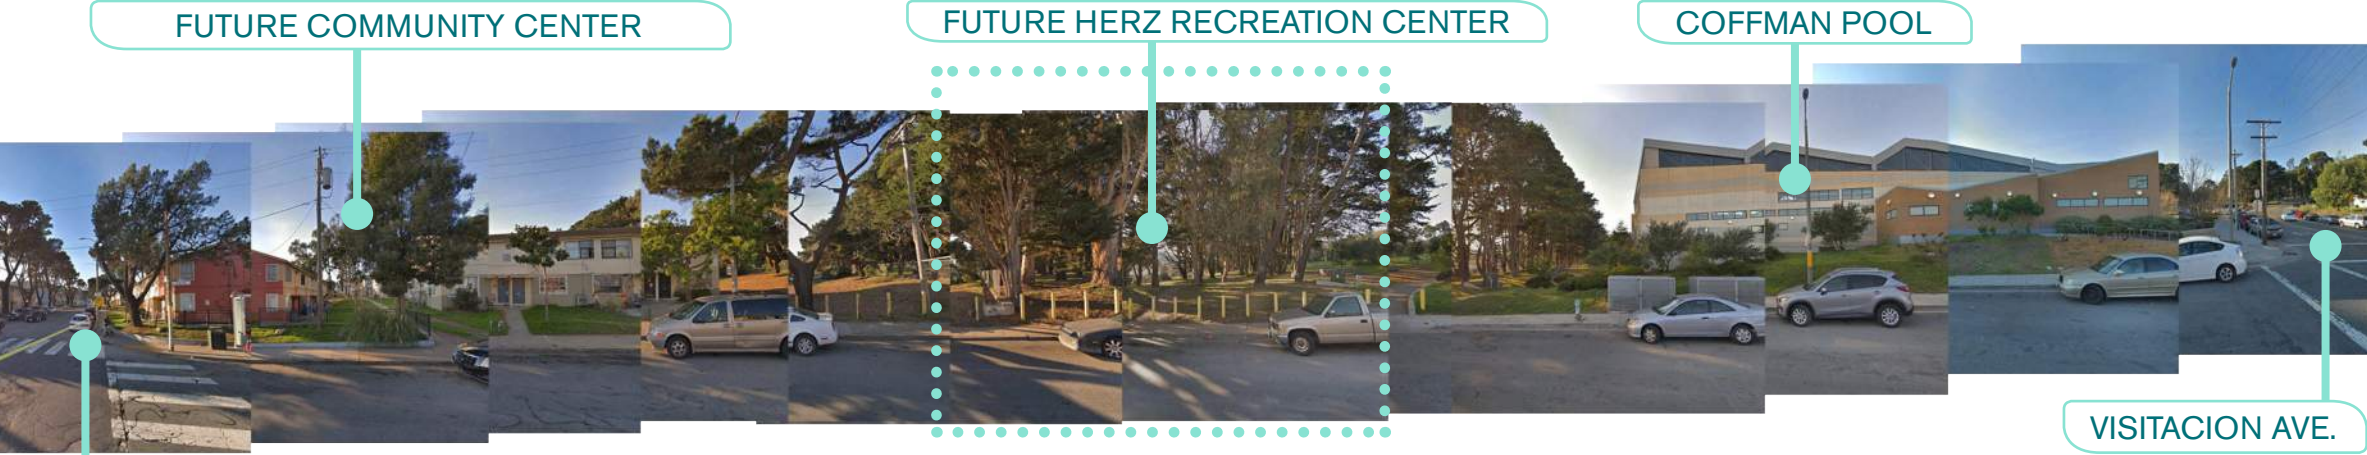 FUTURE COMMUNITY CENTER
FUTURE HERZ RECREATION CENTER
COFFMAN POOL
VISITACION AVE.